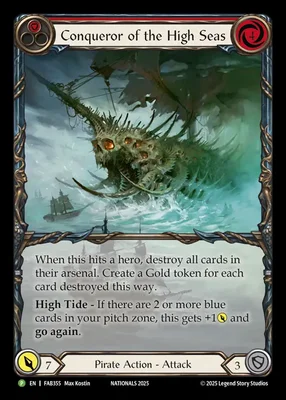 Conqueror of the High Seas
When this hits a hero, destroy all cards in
their arsenal. Create a Gold token for each
card destroyed this way.
High Tide - If there are 2 or more blue
cards in your pitch zone, this gets +1 and
go again.
7 Pirate Action - Attack 3
P EN | FAB355 Max Kostin NATIONALS 2025 © 2025 Legend Story Studios